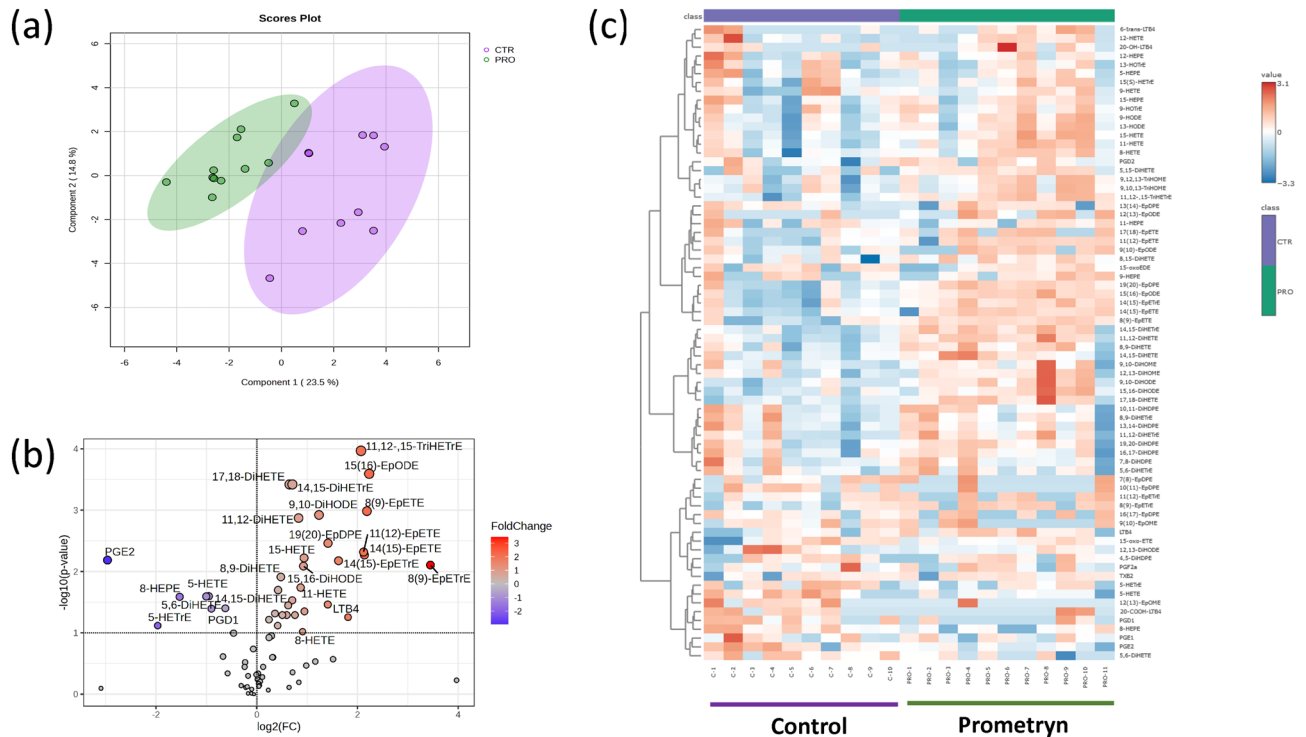 (a)
Scores Plot
CTR
PRO
Component 2 ( 14.8 %)
6
4
2
0
-2
-4
-6
-6
-4
-2
0
2
4
6
Component 1 ( 23.5 %)
(b)
-log10(p-value)
4
3
2
1
0
-2
0
2
4
log2(FC)
11,12-,15-TriHETrE
15(16)-EpODE
17,18-DiHETE
14,15-DiHETrE
9,10-DiHODE
8(9)-EpETE
11,12-DiHETE
19(20)-EpDPE
11(12)-EpETE
15-HETE
14(15)-EpETE
PGE2
14(15)-EpETrE
8,9-DiHETE
8(9)-EpETrE
15,16-DiHODE
8-HEPE
5-HETE
14,15-DiHETE
11-HETE
5,6-DiHETE
LTB4
5-HETrE
PGD1
8-HETE
FoldChange
3
2
1
0
-1
-2
(c)
class
6-trans-LTB4
12-HETE
20-OH-LTB4
12-HEPE
13-HOTrE
5-HEPE
15(S)-HETrE
9-HETE
15-HEPE
9-HOTrE
9-HODE
13-HODE
15-HETE
11-HETE
8-HETE
PGD2
5,15-DiHETE
9,12,13-TriHOME
9,10,13-TriHOME
11,12-,15-TriHETrE
13(14)-EpDPE
12(13)-EpODE
11-HEPE
17(18)-EpETE
11(12)-EpETE
9(10)-EpODE
8,15-DiHETE
15-oxoEDE
9-HEPE
19(20)-EpDPE
15(16)-EpODE
14(15)-EpETrE
14(15)-EpETE
8(9)-EpETE
14,15-DiHETrE
11,12-DiHETE
8,9-DiHETE
14,15-DiHETE
9,10-DiHOME
12,13-DiHOME
9,10-DiHODE
15,16-DiHODE
17,18-DiHETE
10,11-DiHDPE
8,9-DiHETrE
13,14-DiHDPE
11,12-DiHETrE
19,20-DiHDPE
16,17-DiHDPE
7,8-DiHDPE
5,6-DiHETrE
7(8)-EpDPE
10(11)-EpDPE
11(12)-EpETrE
8(9)-EpETrE
16(17)-EpDPE
9(10)-EpOME
LTB4
15-oxo-ETE
12,13-DiHODE
4,5-DiHDPE
PGF2a
TXB2
5-HETrE
5-HETE
12(13)-EpOME
20-COOH-LTB4
PGD1
8-HEPE
PGE1
PGE2
5,6-DiHETE
C-1
C-2
C-3
C-4
C-5
C-6
C-7
C-8
C-9
C-10
PRO-1
PRO-2
PRO-3
PRO-4
PRO-5
PRO-6
PRO-7
PRO-8
PRO-9
PRO-10
PRO-11
Control
Prometryn
value
3.1
0
-3.3
class
CTR
PRO